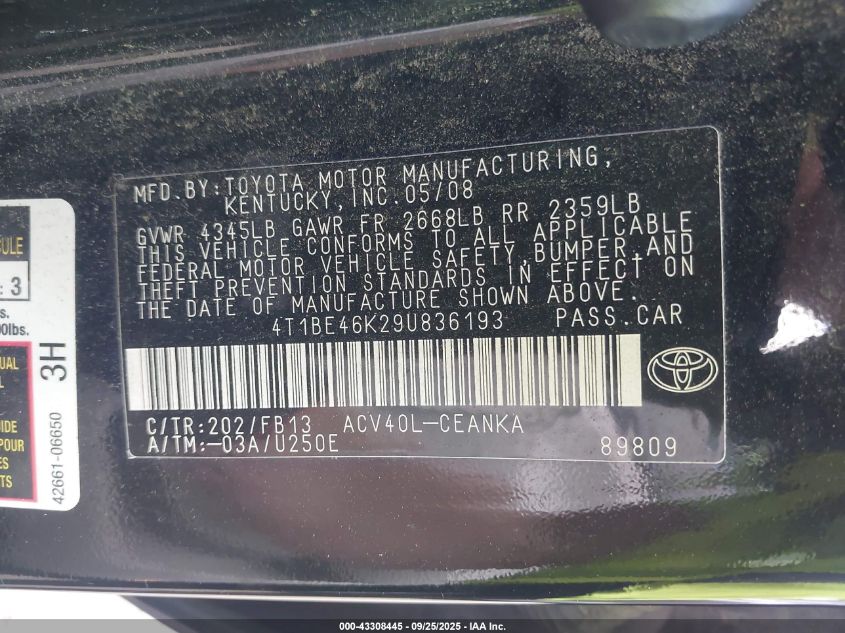 MFD. BY: TOYOTA MOTOR MANUFACTURING,
KENTUCKY, INC. 05/08
GVWR 4345LB GAWR FR 2668LB RR 2359LB
THIS VEHICLE CONFORMS TO ALL APPLICABLE
FEDERAL MOTOR VEHICLE SAFETY, BUMPER, AND
THEFT PREVENTION STANDARDS IN EFFECT ON
THE DATE OF MANUFACTURE SHOWN ABOVE.
4T1BE46K29U836193 PASS. CAR
C/TR: 202/FB13 ACV40L-CEANKA
A/TM: -03A/U250E 89809
: 3
lbs.
3H
42661-06650
POUR
000-43308445 - 09/25/2025 - IAA Inc.